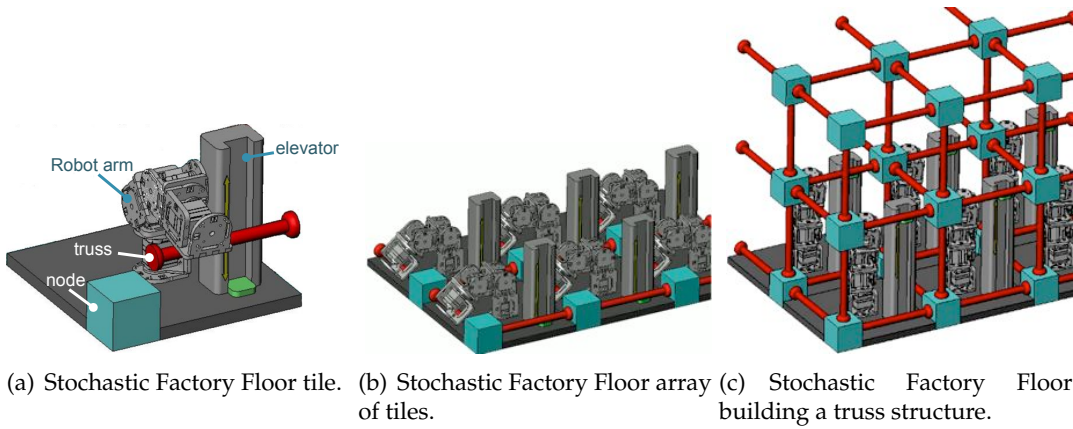 Robot arm
elevator
truss
node
(a) Stochastic Factory Floor tile.
(b) Stochastic Factory Floor array
of tiles.
(c) Stochastic Factory Floor
building a truss structure.